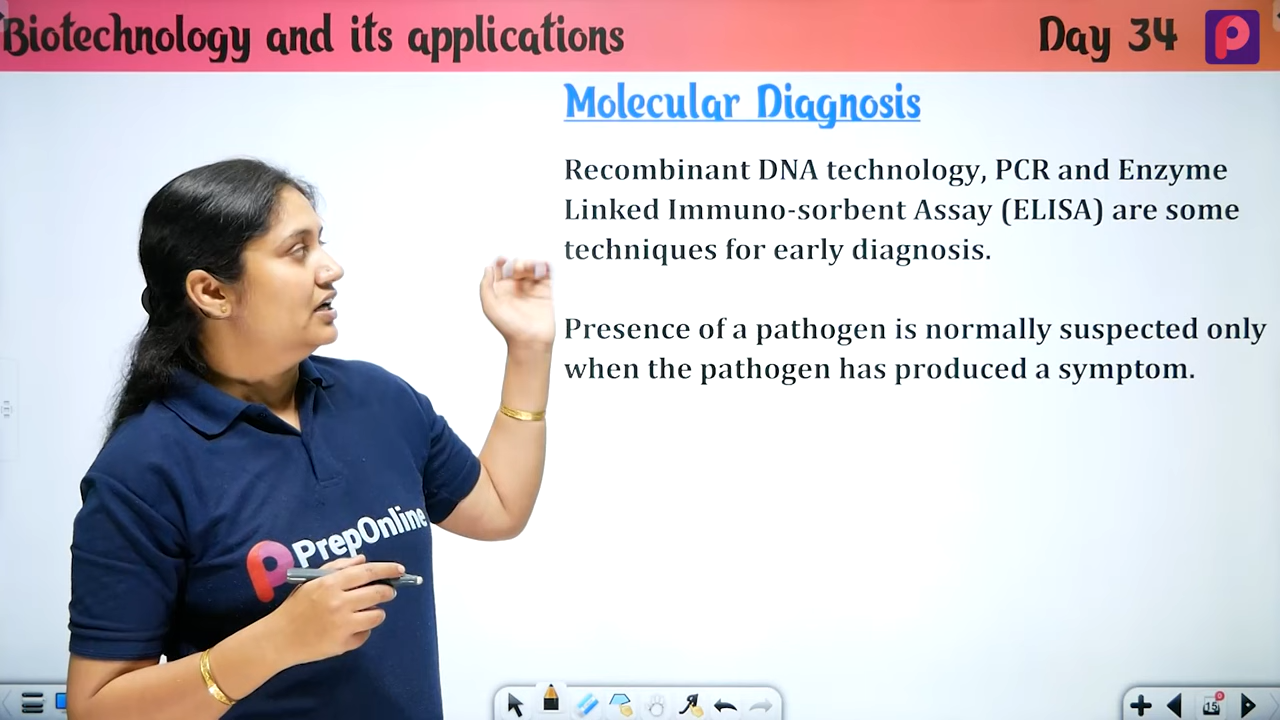 Biotechnology and its applications
Day 34
Molecular Diagnosis
Recombinant DNA technology, PCR and Enzyme
Linked Immuno-sorbent Assay (ELISA) are some
techniques for early diagnosis.
Presence of a pathogen is normally suspected only
when the pathogen has produced a symptom.
PrepOnline
15